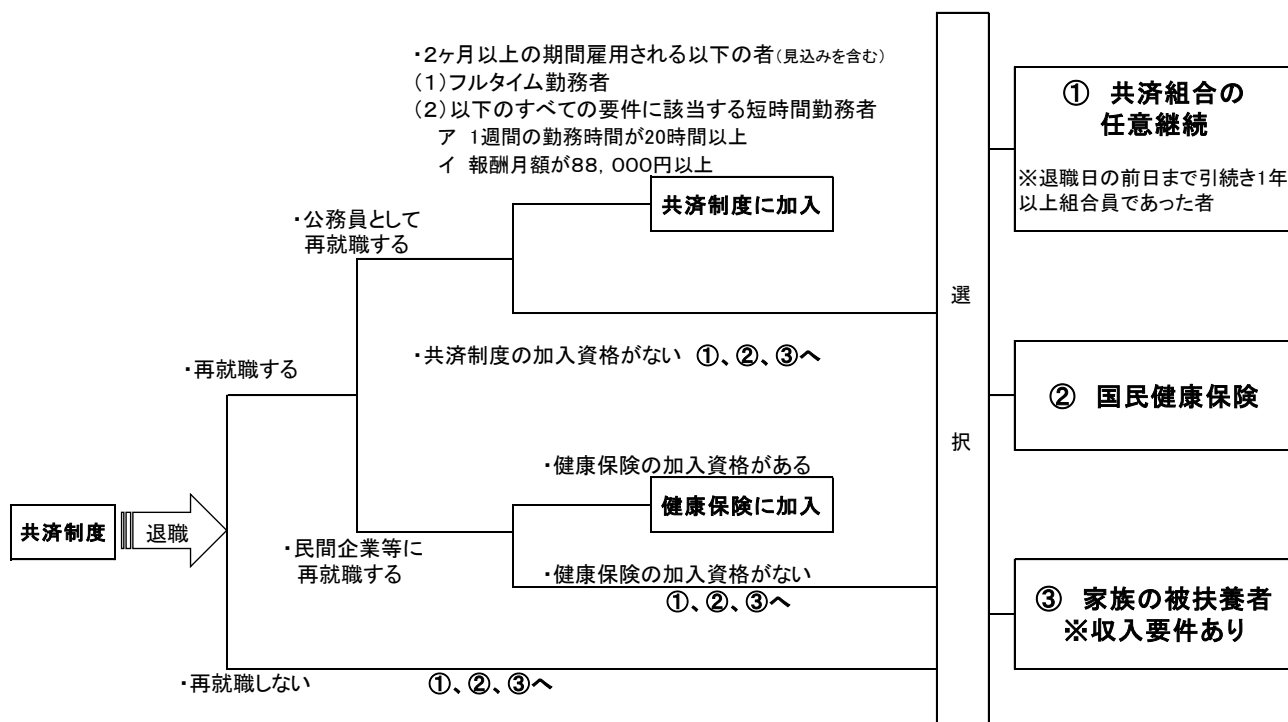 ・2ヶ月以上の期間雇用される以下の者(見込みを含む)
(1)フルタイム勤務者
(2)以下のすべての要件に該当する短時間勤務者
ア 1週間の勤務時間が20時間以上
イ 報酬月額が88,000円以上
共済制度に加入
・公務員として
再就職する
・共済制度の加入資格がない ①、②、③へ
・再就職する
・健康保険の加入資格がある
健康保険に加入
共済制度
退職
・民間企業等に
再就職する
・健康保険の加入資格がない
①、②、③へ
・再就職しない ①、②、③へ
選
択
① 共済組合の
任意継続
※退職日の前日まで引続き1年
以上組合員であった者
② 国民健康保険
③ 家族の被扶養者
※収入要件あり